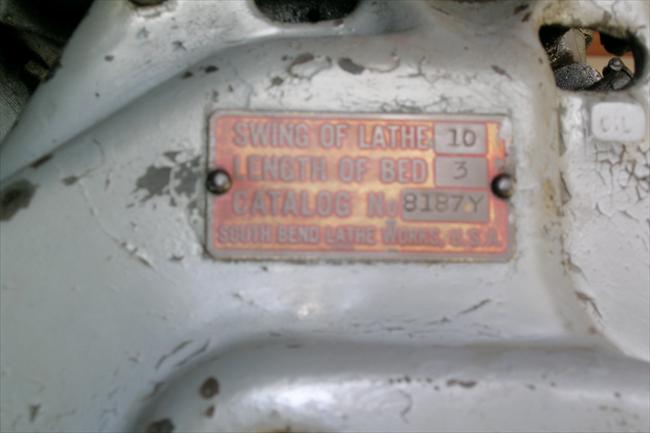 SWING OF LATHE 10
LENGTH OF BED 3
CATALOG No. 8187Y
SOUTH BEND LATHE WORKS, U.S.A.
OIL